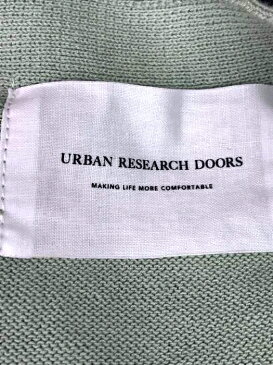 URBAN RESEARCH DOORS
MAKING LIFE MORE COMFORTABLE